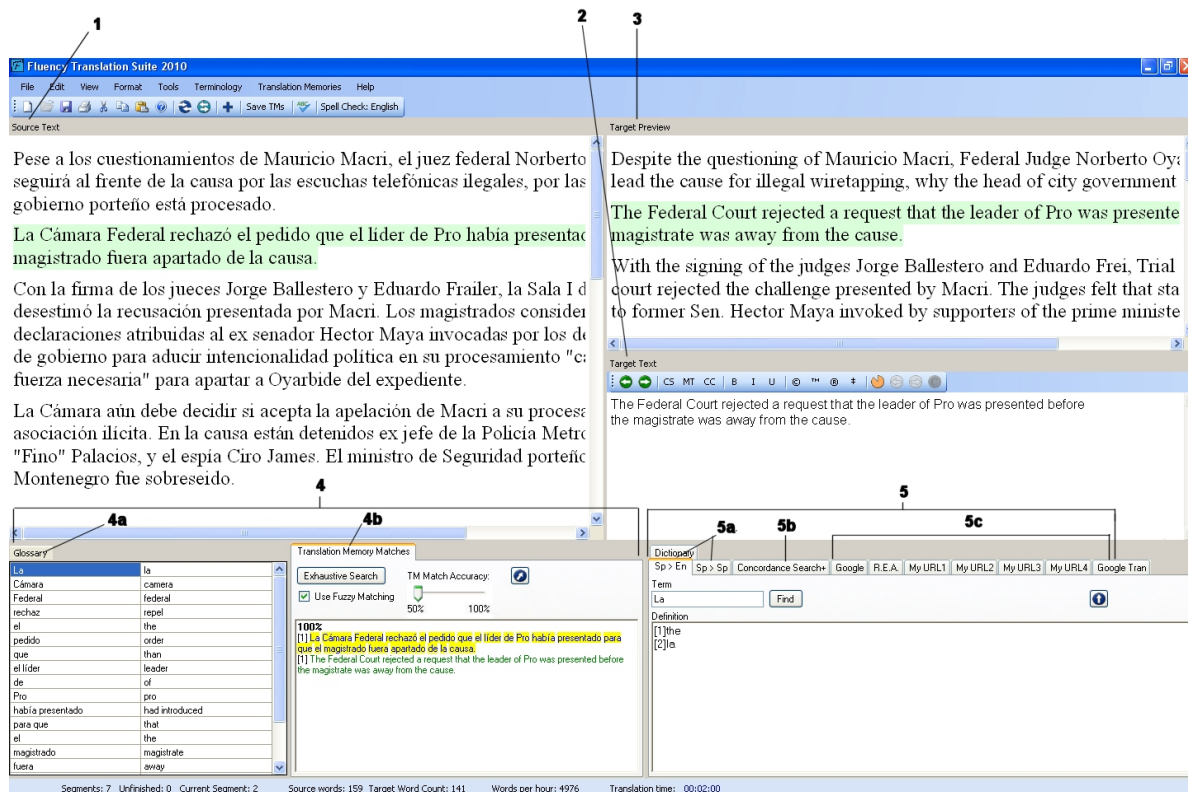 1
2
3
Fluency Translation Suite 2010
File Edit View Format Tools Terminology Translation Memories Help
Save TMs Spell Check: English
Source Text
Pese a los cuestionamientos de Mauricio Macri, el juez federal Norberto
seguirá al frente de la causa por las escuchas telefónicas ilegales, por las
gobierno porteño está procesado.
La Cámara Federal rechazó el pedido que el líder de Pro había presentad
magistrado fuera apartado de la causa.
Con la firma de los jueces Jorge Ballestero y Eduardo Frailer, la Sala I d
desestimó la recusación presentada por Macri. Los magistrados consider
declaraciones atribuidas al ex senador Hector Maya invocadas por los de
de gobierno para aducir intencionalidad política en su procesamiento "ca
fuerza necesaria" para apartar a Oyarbide del expediente.
La Cámara aún debe decidir si acepta la apelación de Macri a su procesa
asociación ilícita. En la causa están detenidos ex jefe de la Policía Metro
"Fino" Palacios, y el espía Ciro James. El ministro de Seguridad porteño
Montenegro fue sobreseido.
Target Preview
Despite the questioning of Mauricio Macri, Federal Judge Norberto Oya
lead the cause for illegal wiretapping, why the head of city government
The Federal Court rejected a request that the leader of Pro was presente
magistrate was away from the cause.
With the signing of the judges Jorge Ballestero and Eduardo Frei, Trial
court rejected the challenge presented by Macri. The judges felt that sta
to former Sen. Hector Maya invoked by supporters of the prime ministe
Target Text
CS MT CC B I U © ™ ® ‡
The Federal Court rejected a request that the leader of Pro was presented before
the magistrate was away from the cause.
4
4a
4b
5
5a
5b
5c
Glossary
La la
Cámara camera
Federal federal
rechaz repel
el the
pedido order
que than
el líder leader
de of
Pro pro
había presentado had introduced
para que that
el the
magistrado magistrate
fuera away
Translation Memory Matches
Exhaustive Search TM Match Accuracy:
Use Fuzzy Matching
50% 100%
100%
[1] La Cámara Federal rechazó el pedido que el líder de Pro había presentado para
que el magistrado fuera apartado de la causa.
[1] The Federal Court rejected a request that the leader of Pro was presented before
the magistrate was away from the cause.
Dictionary
Sp > En Sp > Sp Concordance Search+ Google R.E.A. My URL1 My URL2 My URL3 My URL4 Google Tran
Term
La Find
Definition
[1]the
[2]la
Segments: 7 Unfinished: 0 Current Segment: 2 Source words: 159 Target Word Count: 141 Words per hour: 4976 Translation time: 00:02:00